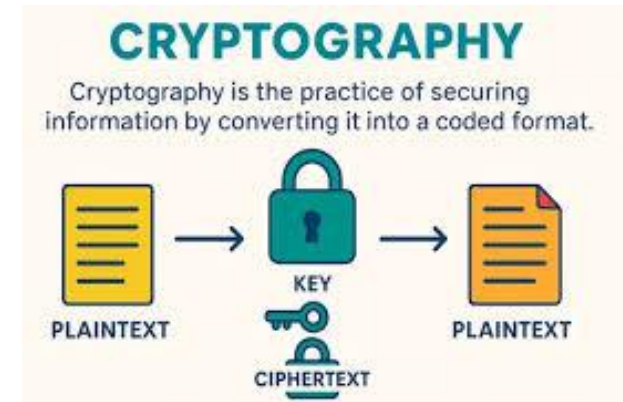 CRYPTOGRAPHY
Cryptography is the practice of securing
information by converting it into a coded format.
KEY
PLAINTEXT
PLAINTEXT
CIPHERTEXT